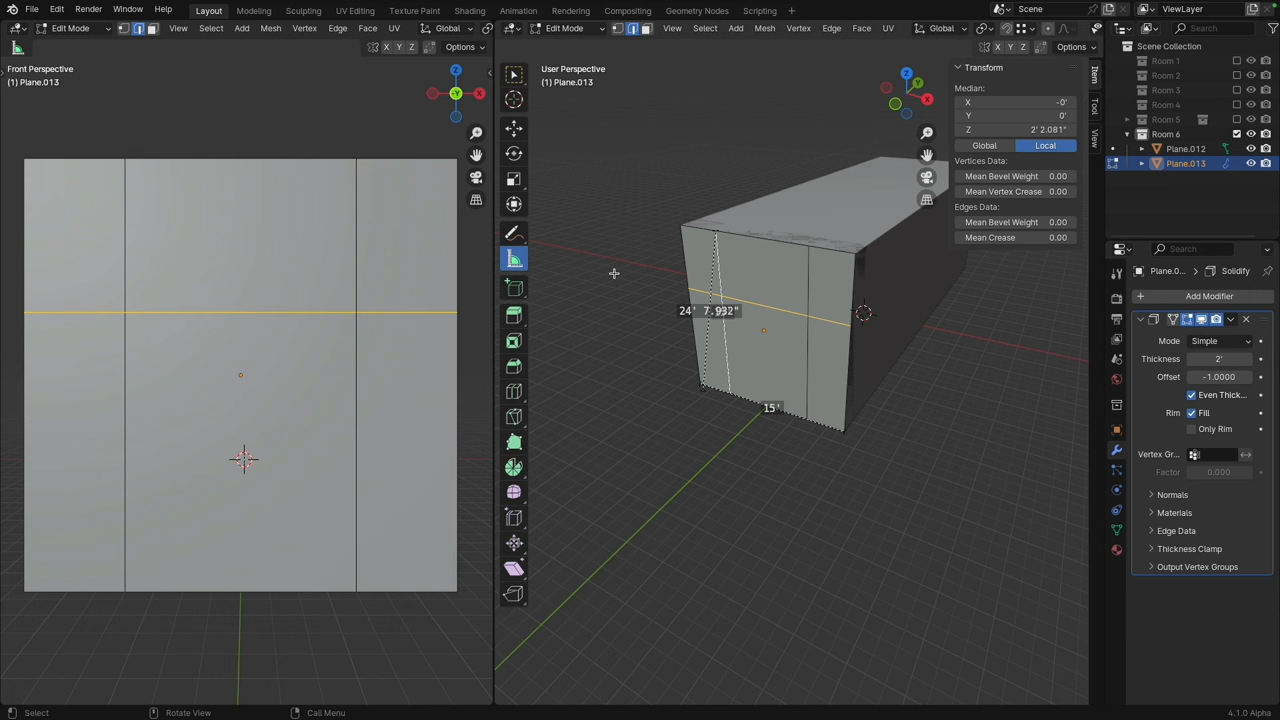 File Edit Render Window Help Layout Modeling Sculpting UV Editing Texture Paint Shading Animation Rendering Compositing Geometry Nodes Scripting + Scene ViewLayer
Edit Mode View Select Add Mesh Vertex Edge Face UV Global
Edit Mode View Select Add Mesh Vertex Edge Face UV Global
Search
X Y Z Options
X Y Z Options
Front Perspective
(1) Plane.013
Z
-Y
X
User Perspective
(1) Plane.013
Z
Y
X
24' 7.932"
15'
Transform
Median:
X -0'
Y 0'
Z 2' 2.081"
Global Local
Vertices Data:
Mean Bevel Weight 0.00
Mean Vertex Crease 0.00
Edges Data:
Mean Bevel Weight 0.00
Mean Crease 0.00
Item
Tool
View
Scene Collection
Room 1
Room 2
Room 3
Room 4
Room 5
Room 6
Plane.012
Plane.013
Search
Plane.0... > Solidify
+ Add Modifier
Mode Simple
Thickness 2'
Offset -1.0000
Even Thick...
Rim Fill
Only Rim
Vertex Gr...
Factor 0.000
Normals
Materials
Edge Data
Thickness Clamp
Output Vertex Groups
Select Rotate View Call Menu 4.1.0 Alpha